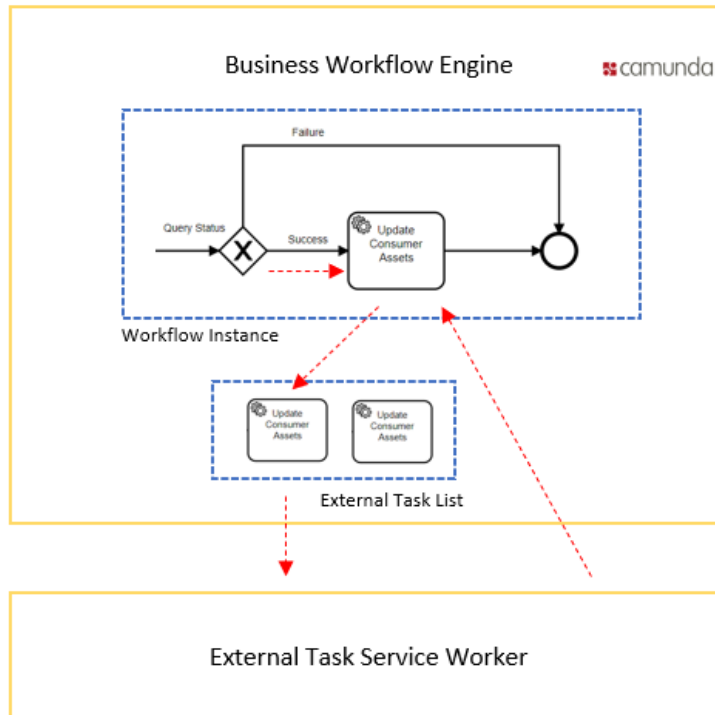 Business Workflow Engine
camunda
Failure
Query Status
Success
Update
Consumer
Assets
Workflow Instance
Update
Consumer
Assets
Update
Consumer
Assets
External Task List
External Task Service Worker